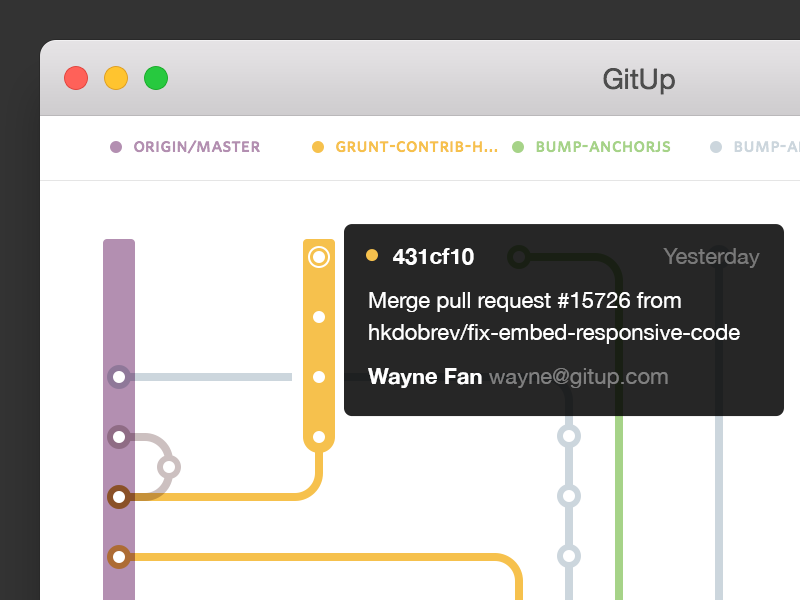 GitUp
ORIGIN/MASTER
GRUNT-CONTRIB-H...
BUMP-ANCHORJS
BUMP-A
431cf10
Yesterday
Merge pull request #15726 from
hkdobrev/fix-embed-responsive-code
Wayne Fan wayne@gitup.com